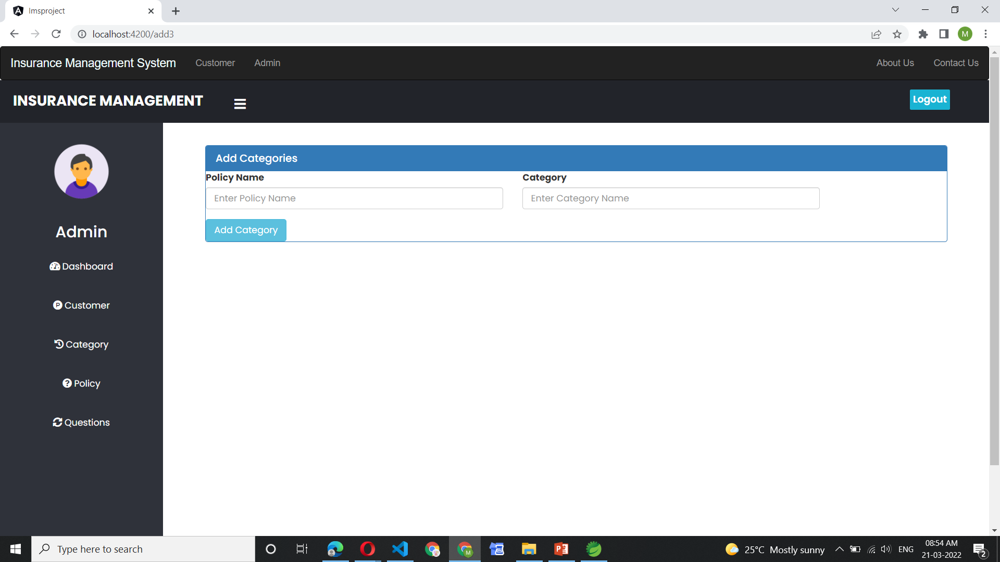 Imsproject
localhost:4200/add3
M
Insurance Management System Customer Admin About Us Contact Us
INSURANCE MANAGEMENT Logout
Add Categories
Policy Name Category
Enter Policy Name Enter Category Name
Add Category
Admin
Dashboard
P Customer
Category
? Policy
Questions
Type here to search
M
P
25°C Mostly sunny
ENG
08:54 AM
21-03-2022
2